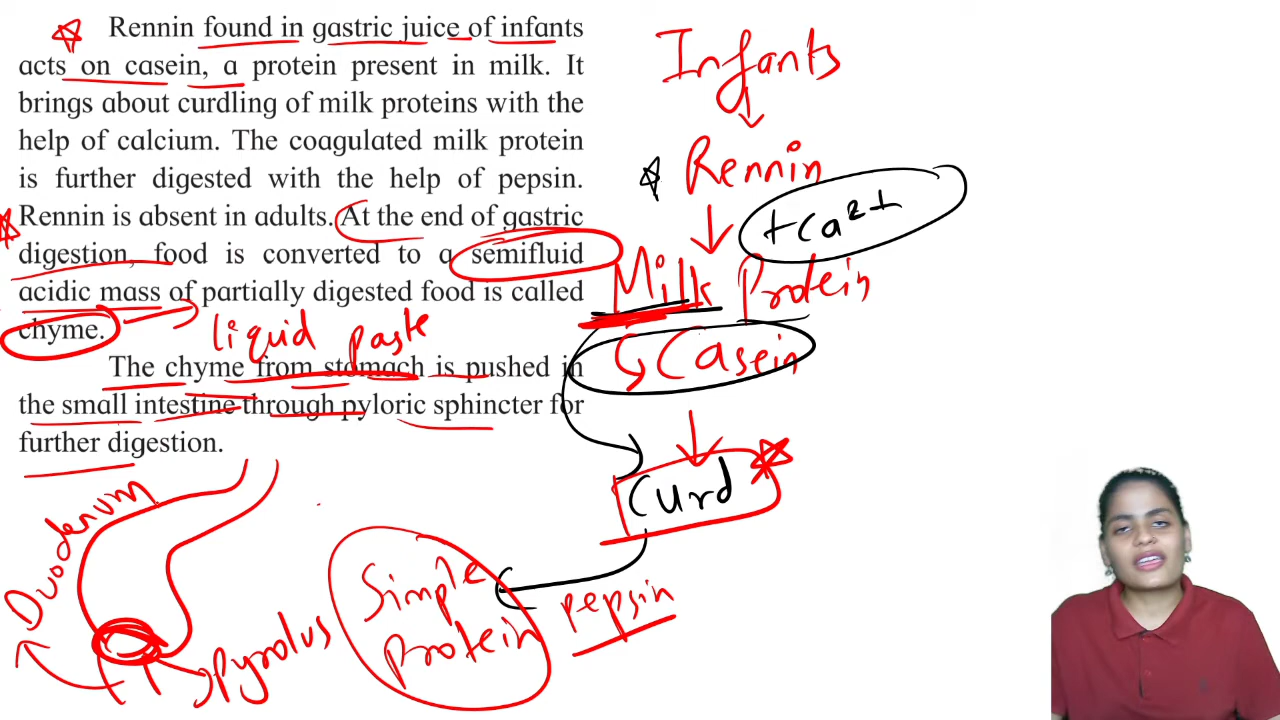 Rennin found in gastric juice of infants
acts on casein, a protein present in milk. It
brings about curdling of milk proteins with the
help of calcium. The coagulated milk protein
is further digested with the help of pepsin.
Rennin is absent in adults. At the end of gastric
digestion, food is converted to a semifluid
acidic mass of partially digested food is called
chyme.
liquid paste
The chyme from stomach is pushed in
the small intestine through pyloric sphincter for
further digestion.
Duodenum
pyrolus
Infants
Rennin
+Ca2+
Milk Protein
Casein
Curd
pepsin
Simple
Protein